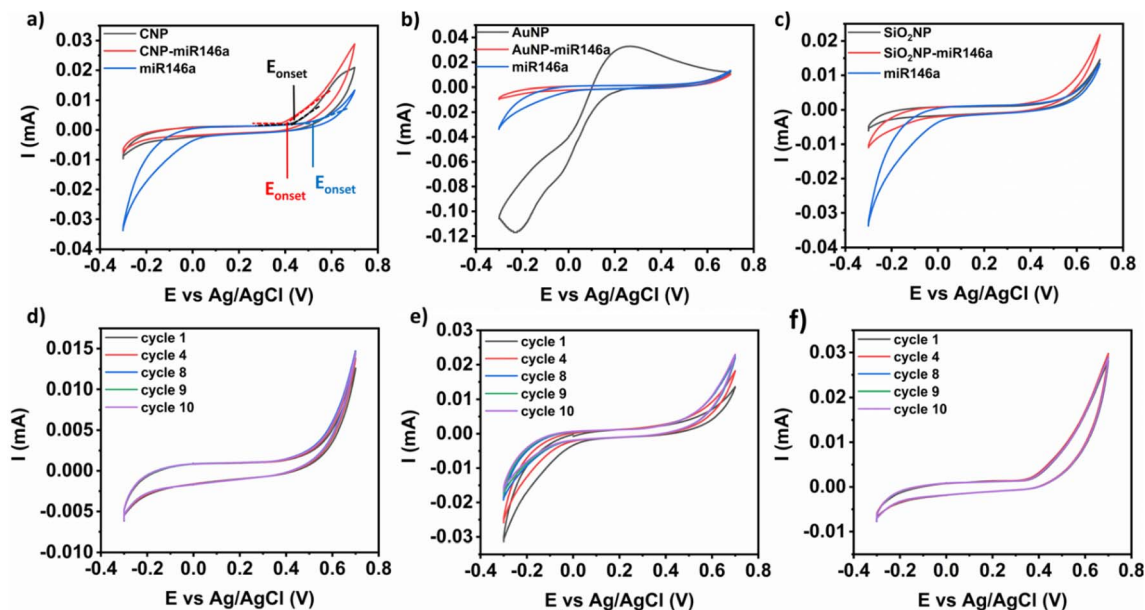 a)
CNP
CNP-miR146a
miR146a
E onset
E onset
E onset
0.03
0.02
0.01
0.00
-0.01
-0.02
-0.03
-0.04
I (mA)
-0.4 -0.2 0.0 0.2 0.4 0.6 0.8
E vs Ag/AgCl (V)
b)
AuNP
AuNP-miR146a
miR146a
0.04
0.02
0.00
-0.02
-0.04
-0.06
-0.08
-0.10
-0.12
I (mA)
-0.4 -0.2 0.0 0.2 0.4 0.6 0.8
E vs Ag/AgCl (V)
c)
SiO₂NP
SiO₂NP-miR146a
miR146a
0.03
0.02
0.01
0.00
-0.01
-0.02
-0.03
-0.04
I (mA)
-0.4 -0.2 0.0 0.2 0.4 0.6 0.8
E vs Ag/AgCl (V)
d)
cycle 1
cycle 4
cycle 8
cycle 9
cycle 10
0.015
0.010
0.005
0.000
-0.005
-0.010
I (mA)
-0.4 -0.2 0.0 0.2 0.4 0.6 0.8
E vs Ag/AgCl (V)
e)
cycle 1
cycle 4
cycle 8
cycle 9
cycle 10
0.03
0.02
0.01
0.00
-0.01
-0.02
-0.03
I (mA)
-0.4 -0.2 0.0 0.2 0.4 0.6 0.8
E vs Ag/AgCl (V)
f)
cycle 1
cycle 4
cycle 8
cycle 9
cycle 10
0.03
0.02
0.01
0.00
-0.01
I (mA)
-0.4 -0.2 0.0 0.2 0.4 0.6 0.8
E vs Ag/AgCl (V)